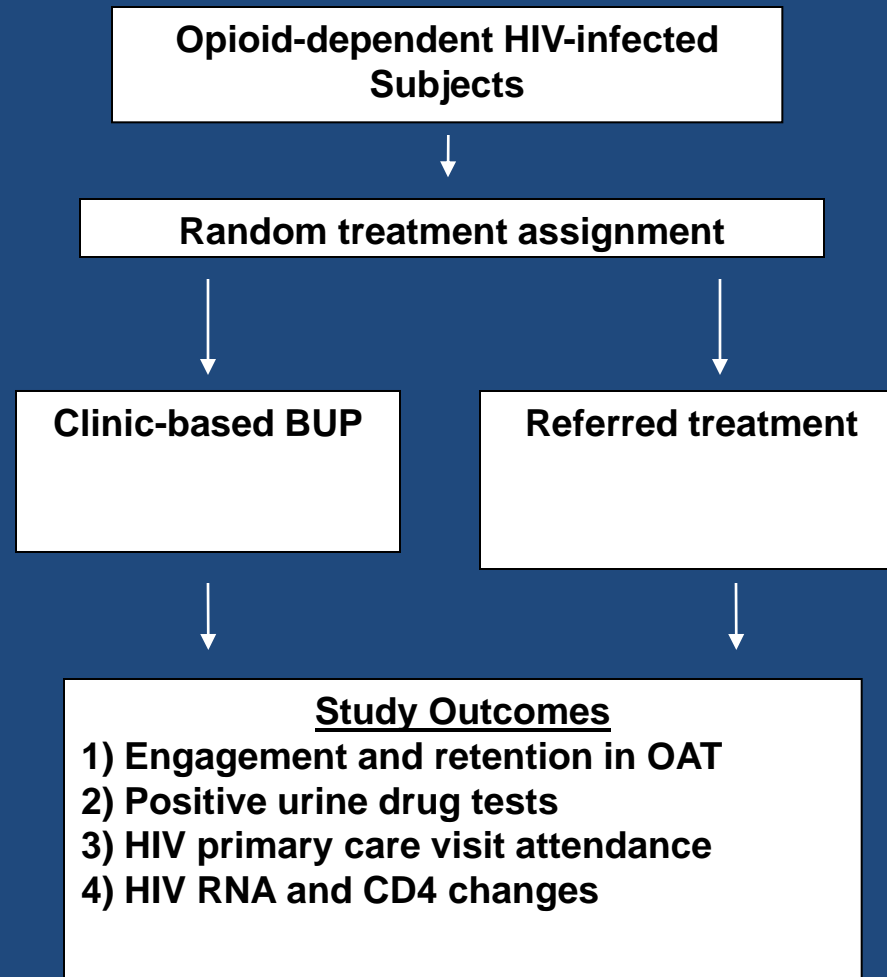 Opioid-dependent HIV-infected
Subjects
Random treatment assignment
Clinic-based BUP
Referred treatment
Study Outcomes
1) Engagement and retention in OAT
2) Positive urine drug tests
3) HIV primary care visit attendance
4) HIV RNA and CD4 changes